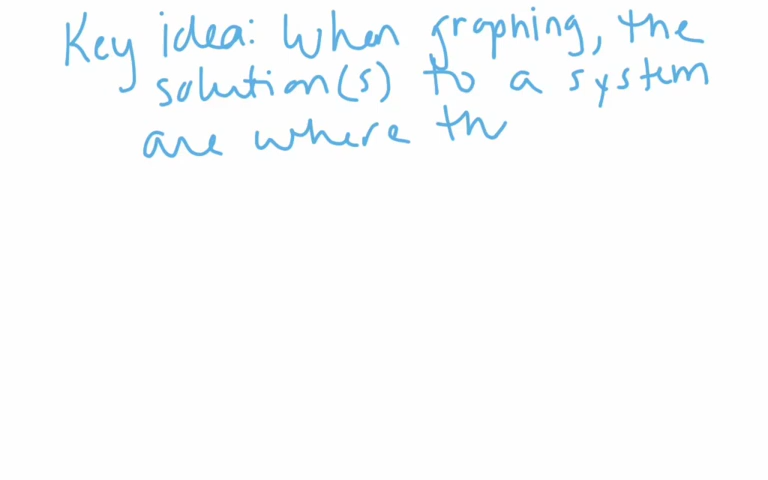 Key idea: When graphing, the
solution(s) to a system
are where th